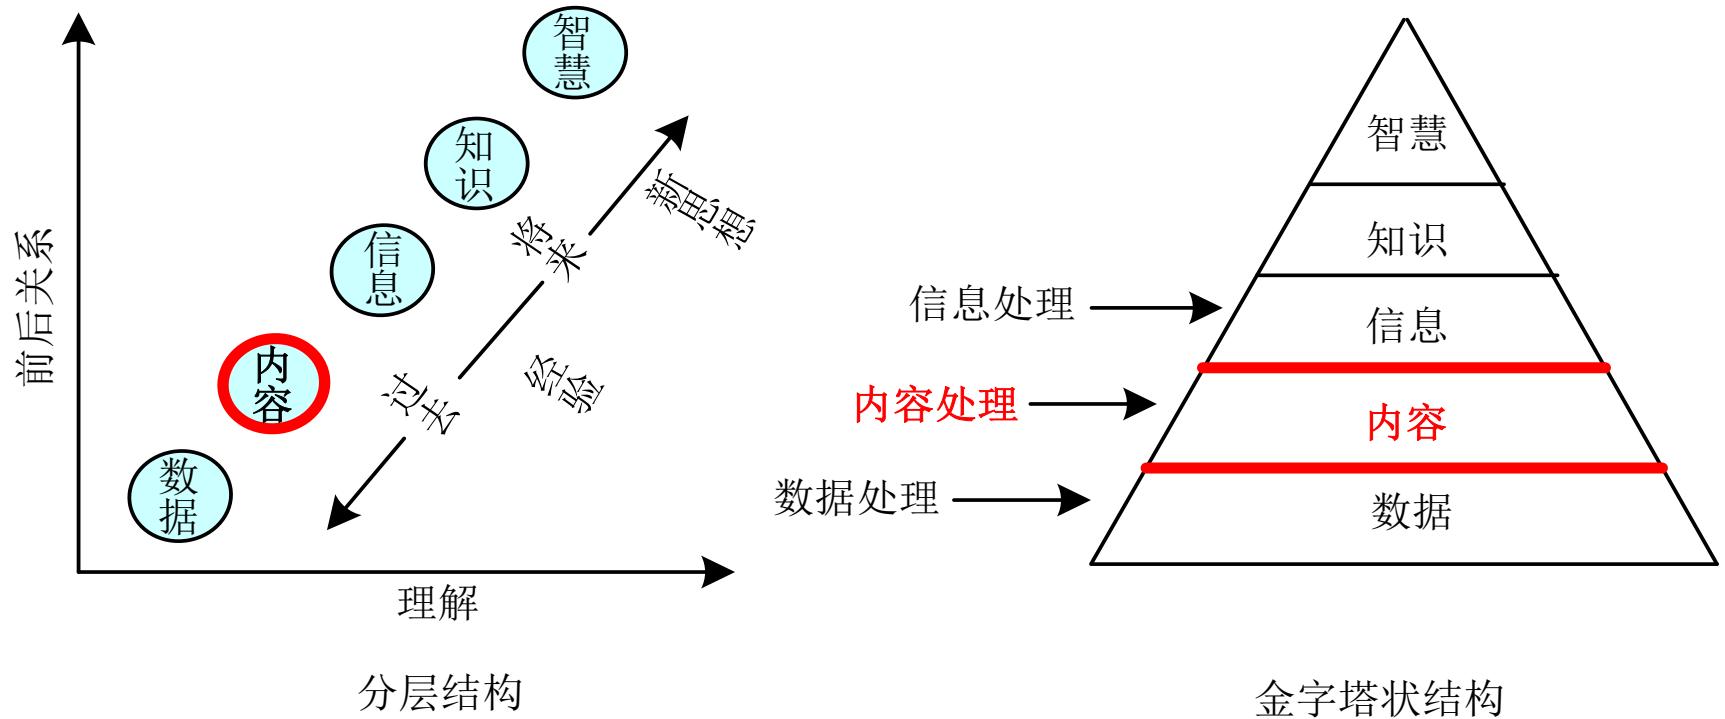 智慧
知识
信息
内容
数据
前后关系
理解
将来
新思想
过去
经验
分层结构
智慧
知识
信息
内容
数据
信息处理
内容处理
数据处理
金字塔状结构